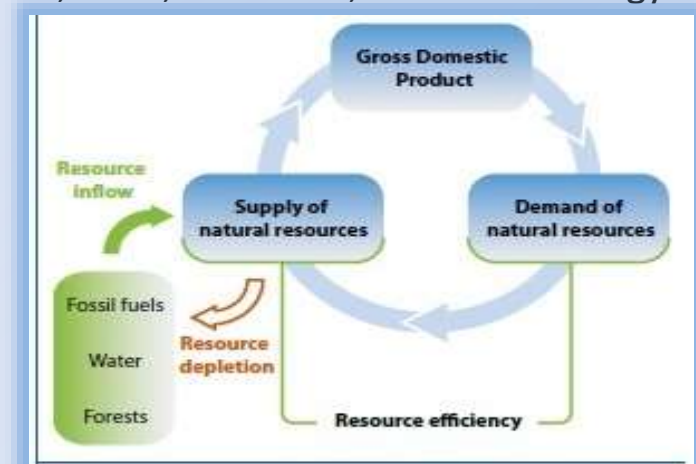 Gross Domestic
Product
Resource
inflow
Supply of
natural resources
Demand of
natural resources
Fossil fuels
Water
Forests
Resource
depletion
Resource efficiency